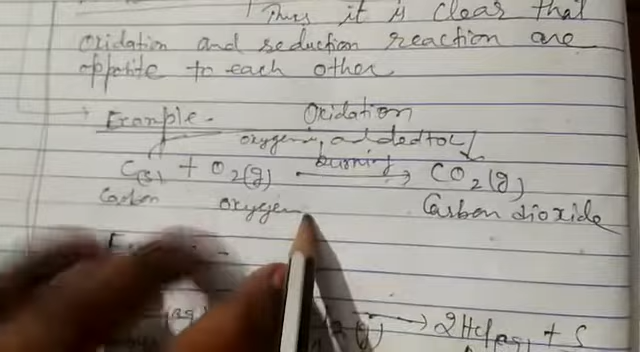 Thus it is clear that
oxidation and reduction reaction are
opposite to each other
Example - Oxidation
oxygen is added to C
C(s) + O2(g) burning → CO2(g)
Carbon oxygen Carbon dioxide
(g) → 2HCl(aq) + S